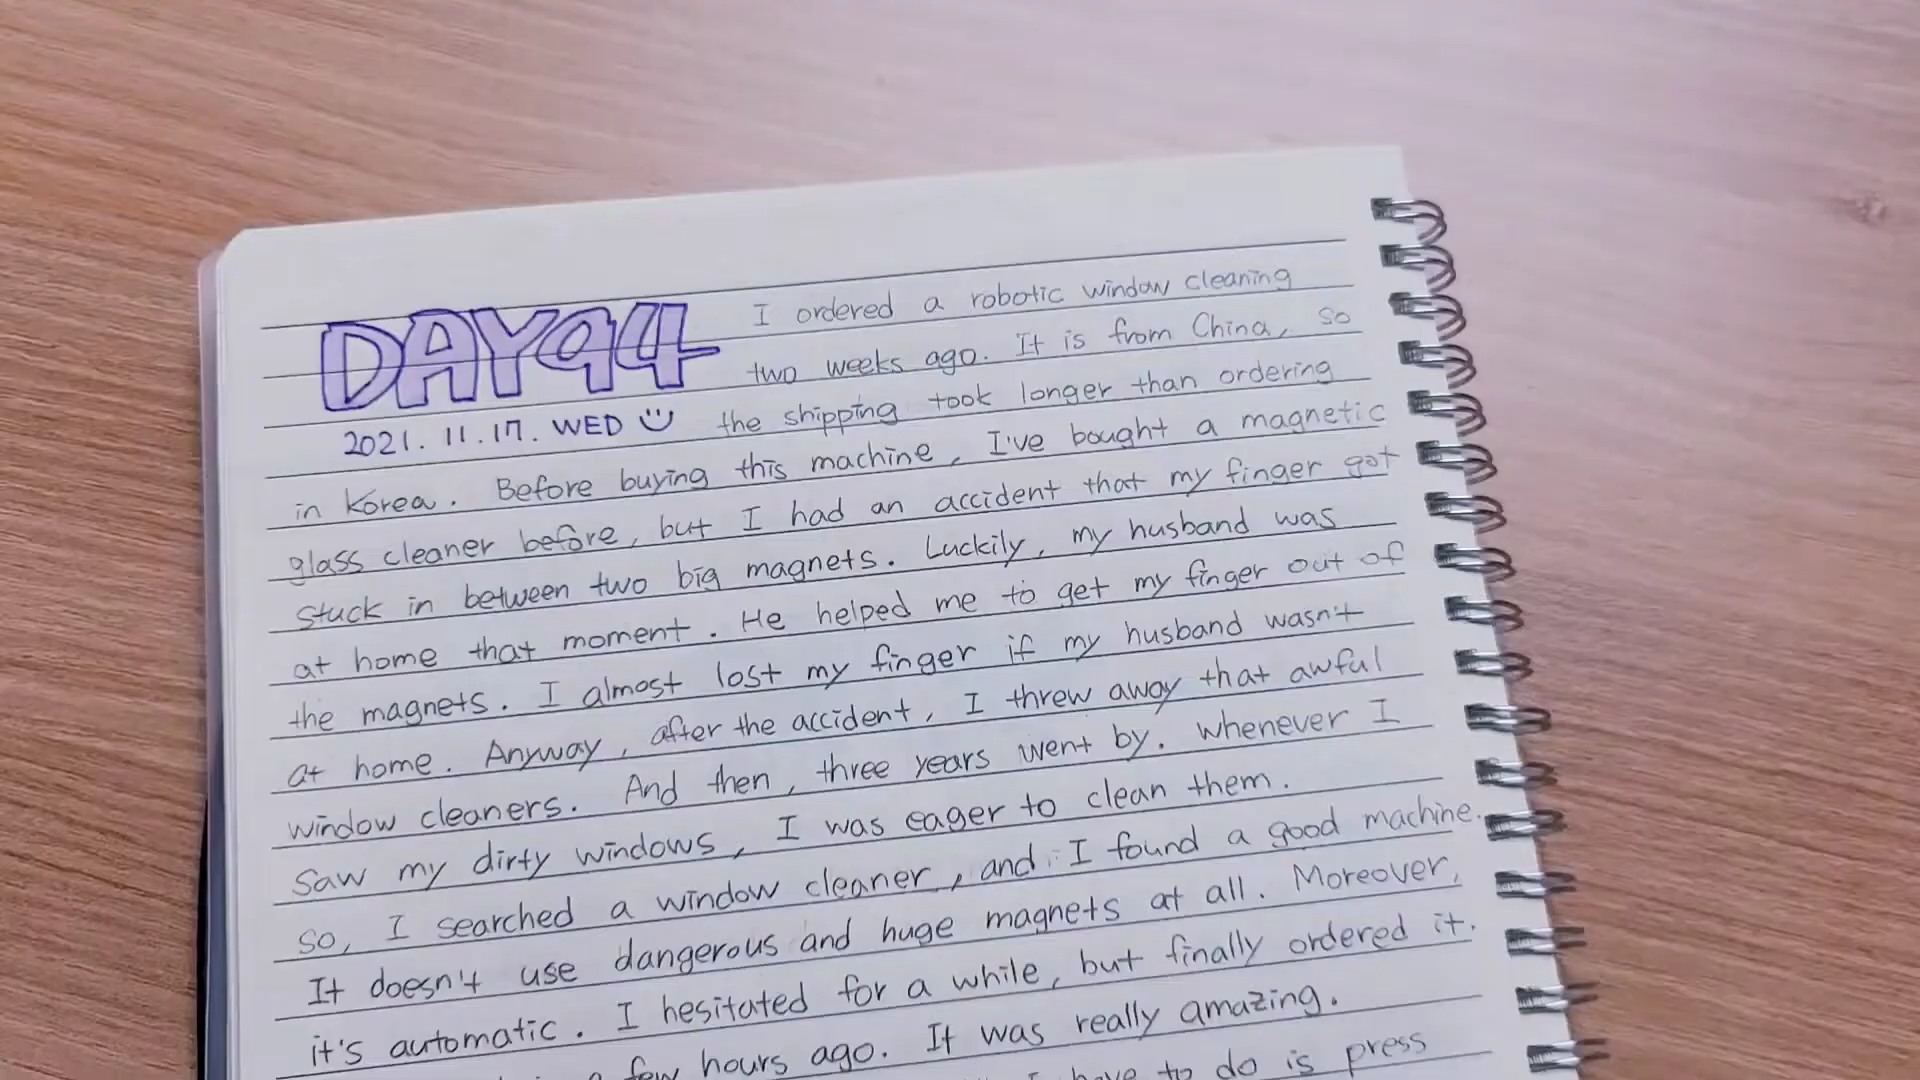 DAY94
2021. 11. 17. WED
I ordered a robotic window cleaning
two weeks ago. It is from China, so
the shipping took longer than ordering
in Korea. Before buying this machine, I've bought a magnetic
glass cleaner before, but I had an accident that my finger got
stuck in between two big magnets. Luckily, my husband was
at home that moment. He helped me to get my finger out of
the magnets. I almost lost my finger if my husband wasn't
at home. Anyway, after the accident, I threw away that awful
window cleaners. And then, three years went by. Whenever I
saw my dirty windows, I was eager to clean them.
So, I searched a window cleaner, and I found a good machine.
It doesn't use dangerous and huge magnets at all. Moreover,
it's automatic. I hesitated for a while, but finally ordered it.
a few hours ago. It was really amazing.
I have to do is press